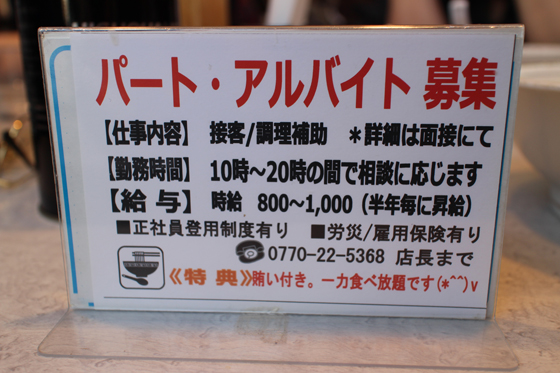 パート・アルバイト 募集
【仕事内容】 接客/調理補助 ＊詳細は面接にて
【勤務時間】 10時～20時の間で相談に応じます
【給 与】 時給 800～1,000（半年毎に昇給）
■正社員登用制度有り ■労災/雇用保険有り
☎0770-22-5368 店長まで
《特典》賄い付き。一力食べ放題です(*^^)v